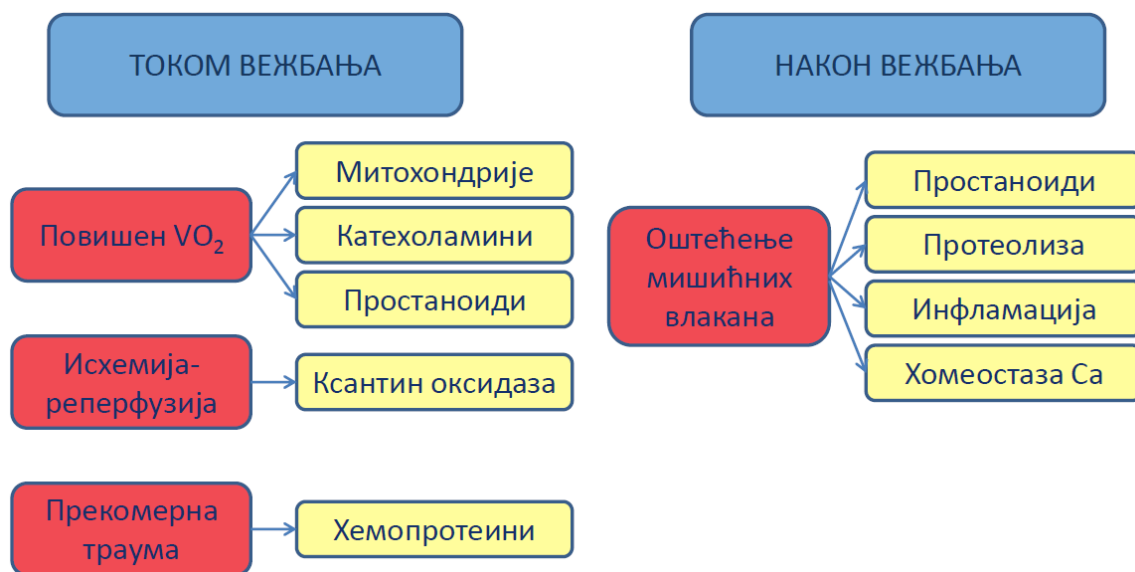 ТОКОМ ВЕЖБАЊА
Повишен VO₂
Митохондрије
Катехоламини
Простаноиди
Исхемија-
реперфузија
Ксантин оксидаза
Прекомерна
траума
Хемопротеини
НАКОН ВЕЖБАЊА
Оштећење
мишићних
влакана
Простаноиди
Протеолиза
Инфламација
Хомеостаза Са